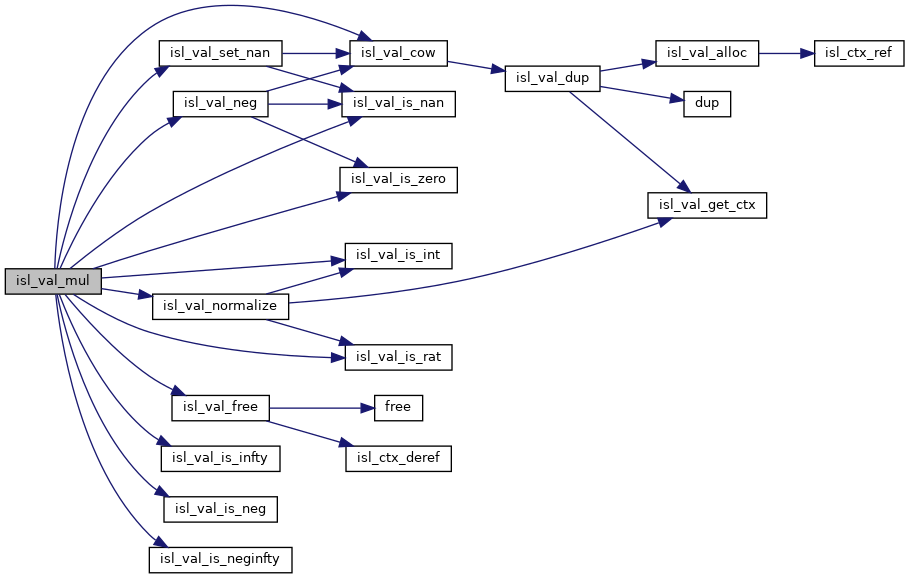 isl_val_mul
isl_val_set_nan
isl_val_neg
isl_val_cow
isl_val_is_nan
isl_val_is_zero
isl_val_is_int
isl_val_normalize
isl_val_is_rat
isl_val_free
free
isl_ctx_deref
isl_val_is_infty
isl_val_is_neg
isl_val_is_neginfty
isl_val_dup
isl_val_alloc
dup
isl_val_get_ctx
isl_ctx_ref